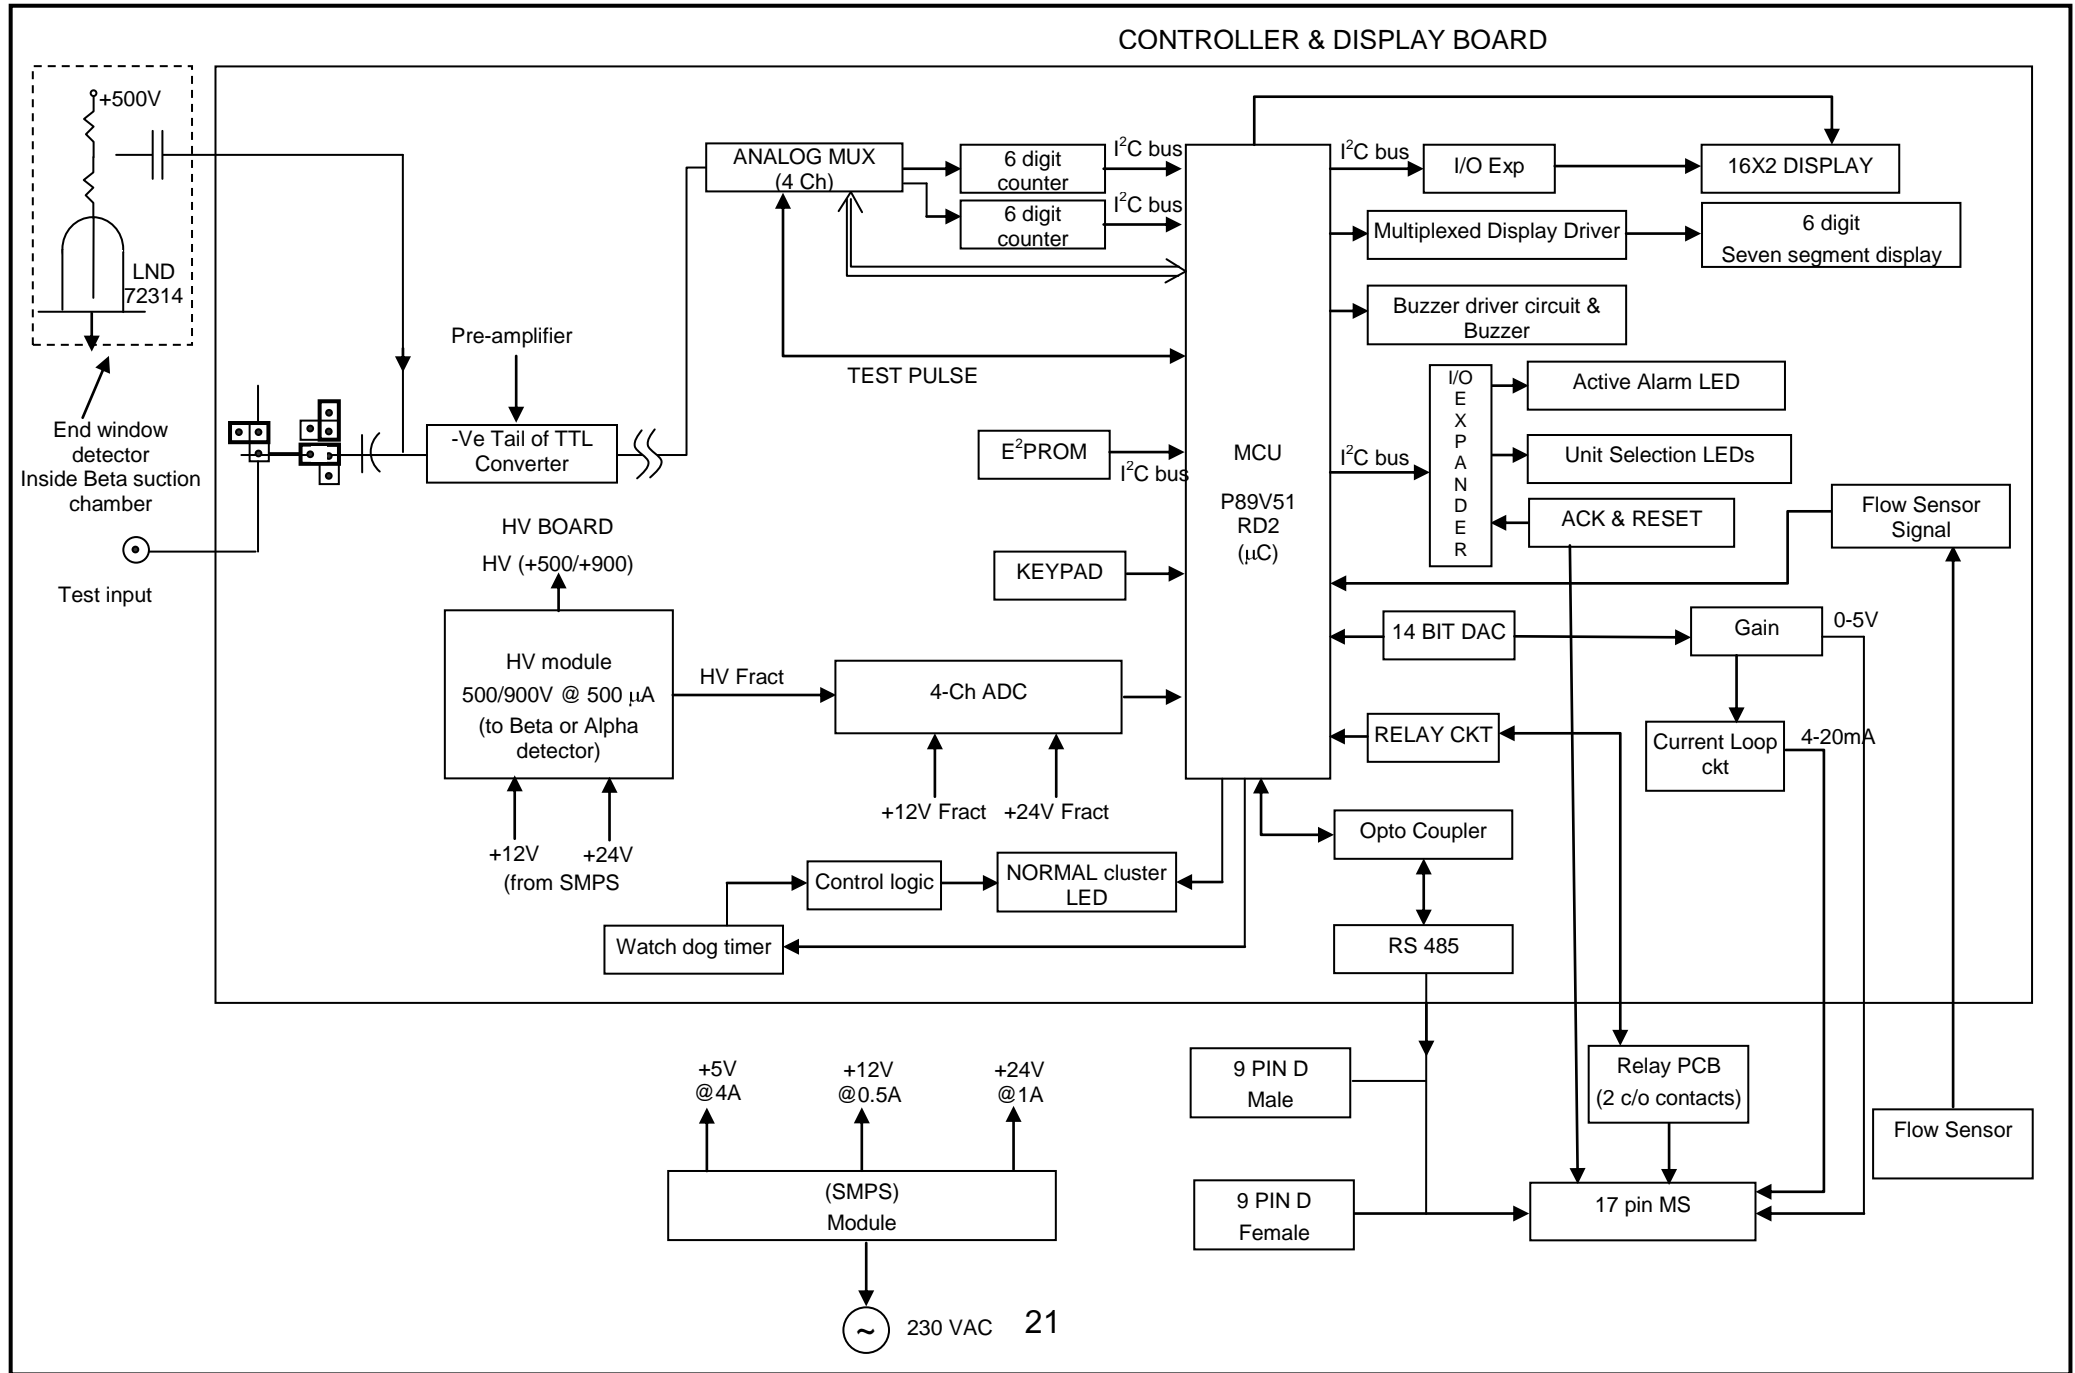 CONTROLLER & DISPLAY BOARD
+500V
LND
72314
End window
detector
Inside Beta suction
chamber
Test input
Pre-amplifier
-Ve Tail of TTL
Converter
ANALOG MUX
(4 Ch)
6 digit
counter
I²C bus
6 digit
counter
I²C bus
TEST PULSE
E²PROM
I²C bus
KEYPAD
MCU
P89V51
RD2
(µC)
I²C bus
I/O Exp
16X2 DISPLAY
Multiplexed Display Driver
6 digit
Seven segment display
Buzzer driver circuit &
Buzzer
I²C bus
I/O
E
X
P
A
N
D
E
R
Active Alarm LED
Unit Selection LEDs
ACK & RESET
Flow Sensor
Signal
14 BIT DAC
Gain
0-5V
RELAY CKT
Current Loop
ckt
4-20mA
HV BOARD
HV (+500/+900)
HV module
500/900V @ 500 µA
(to Beta or Alpha
detector)
HV Fract
4-Ch ADC
+12V Fract
+24V Fract
+12V
+24V
(from SMPS
Control logic
NORMAL cluster
LED
Watch dog timer
Opto Coupler
RS 485
+5V
@4A
+12V
@0.5A
+24V
@1A
(SMPS)
Module
~
230 VAC
21
9 PIN D
Male
9 PIN D
Female
Relay PCB
(2 c/o contacts)
17 pin MS
Flow Sensor